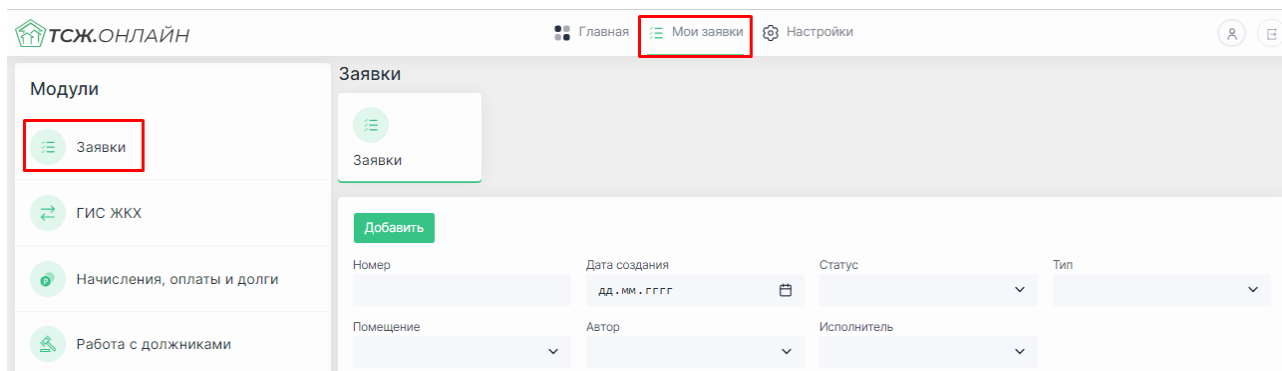 ТСЖ.ОНЛАЙН
Главная
Мои заявки
Настройки
Модули
Заявки
ГИС ЖКХ
Начисления, оплаты и долги
Работа с должниками
Заявки
Заявки
Добавить
Номер
Дата создания
Статус
Тип
дд.мм.гггг
Помещение
Автор
Исполнитель